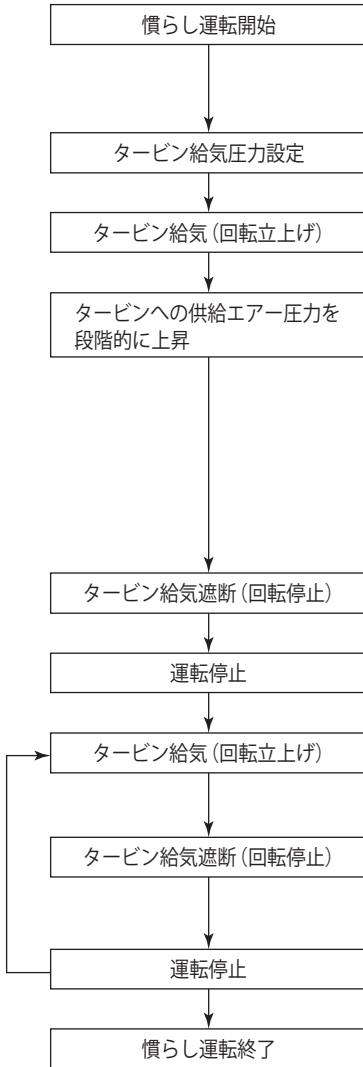 慣らし運転開始
タービン給気圧力設定
タービン給気（回転立上げ）
タービンへの供給エアー圧力を
段階的に上昇
タービン給気遮断（回転停止）
運転停止
タービン給気（回転立上げ）
タービン給気遮断（回転停止）
運転停止
慣らし運転終了